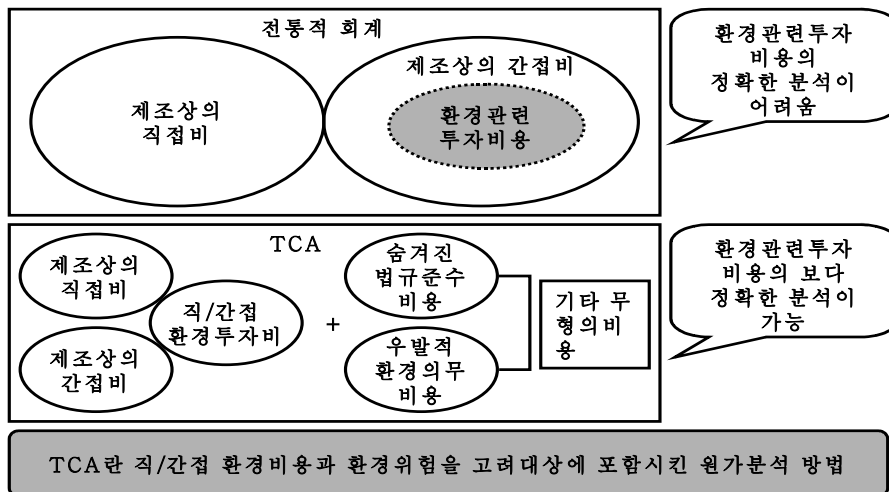 전통적 회계
제조상의
직접비
제조상의 간접비
환경관련
투자비용
환경관련투자
비용의
정확한 분석이
어려움
TCA
제조상의
직접비
제조상의
간접비
직/간접
환경투자비
+
숨겨진
법규준수
비용
우발적
환경의무
비용
기타 무
형의비
용
환경관련투자
비용의 보다
정확한 분석이
가능
TCA란 직/간접 환경비용과 환경위험을 고려대상에 포함시킨 원가분석 방법